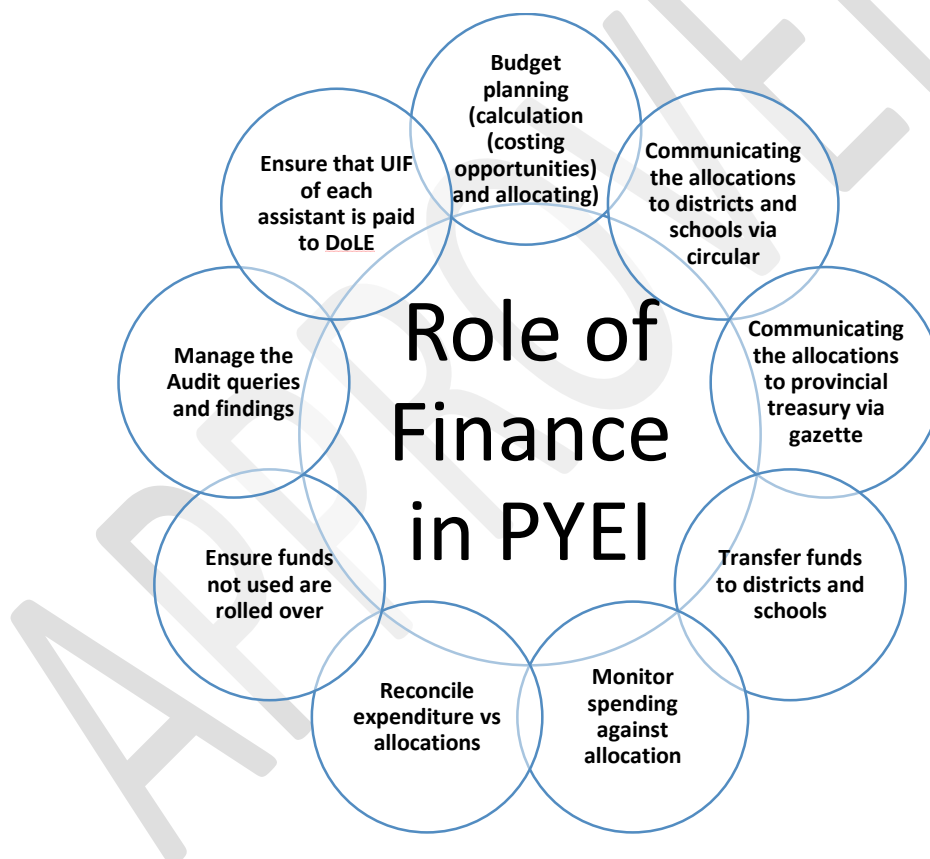 Budget
planning
(calculation
(costing
opportunities)
and allocating)
Communicating
the allocations
to districts and
schools via
circular
Communicating
the allocations
to provincial
treasury via
gazette
Transfer funds
to districts and
schools
Monitor
spending
against
allocation
Reconcile
expenditure vs
allocations
Ensure funds
not used are
rolled over
Manage the
Audit queries
and findings
Ensure that UIF
of each
assistant is paid
to DoLE
Role of
Finance
in PYEI